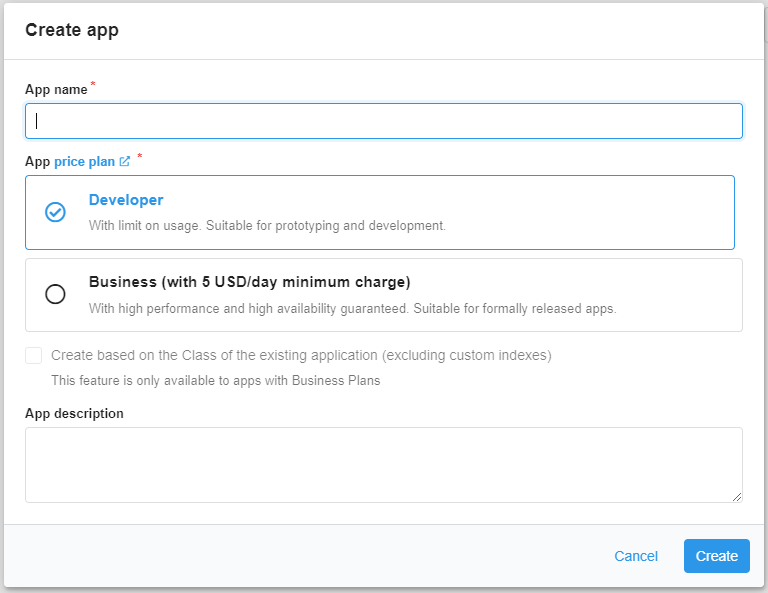 Create app
App name *
App price plan *
Developer
With limit on usage. Suitable for prototyping and development.
Business (with 5 USD/day minimum charge)
With high performance and high availability guaranteed. Suitable for formally released apps.
Create based on the Class of the existing application (excluding custom indexes)
This feature is only available to apps with Business Plans
App description
Cancel Create